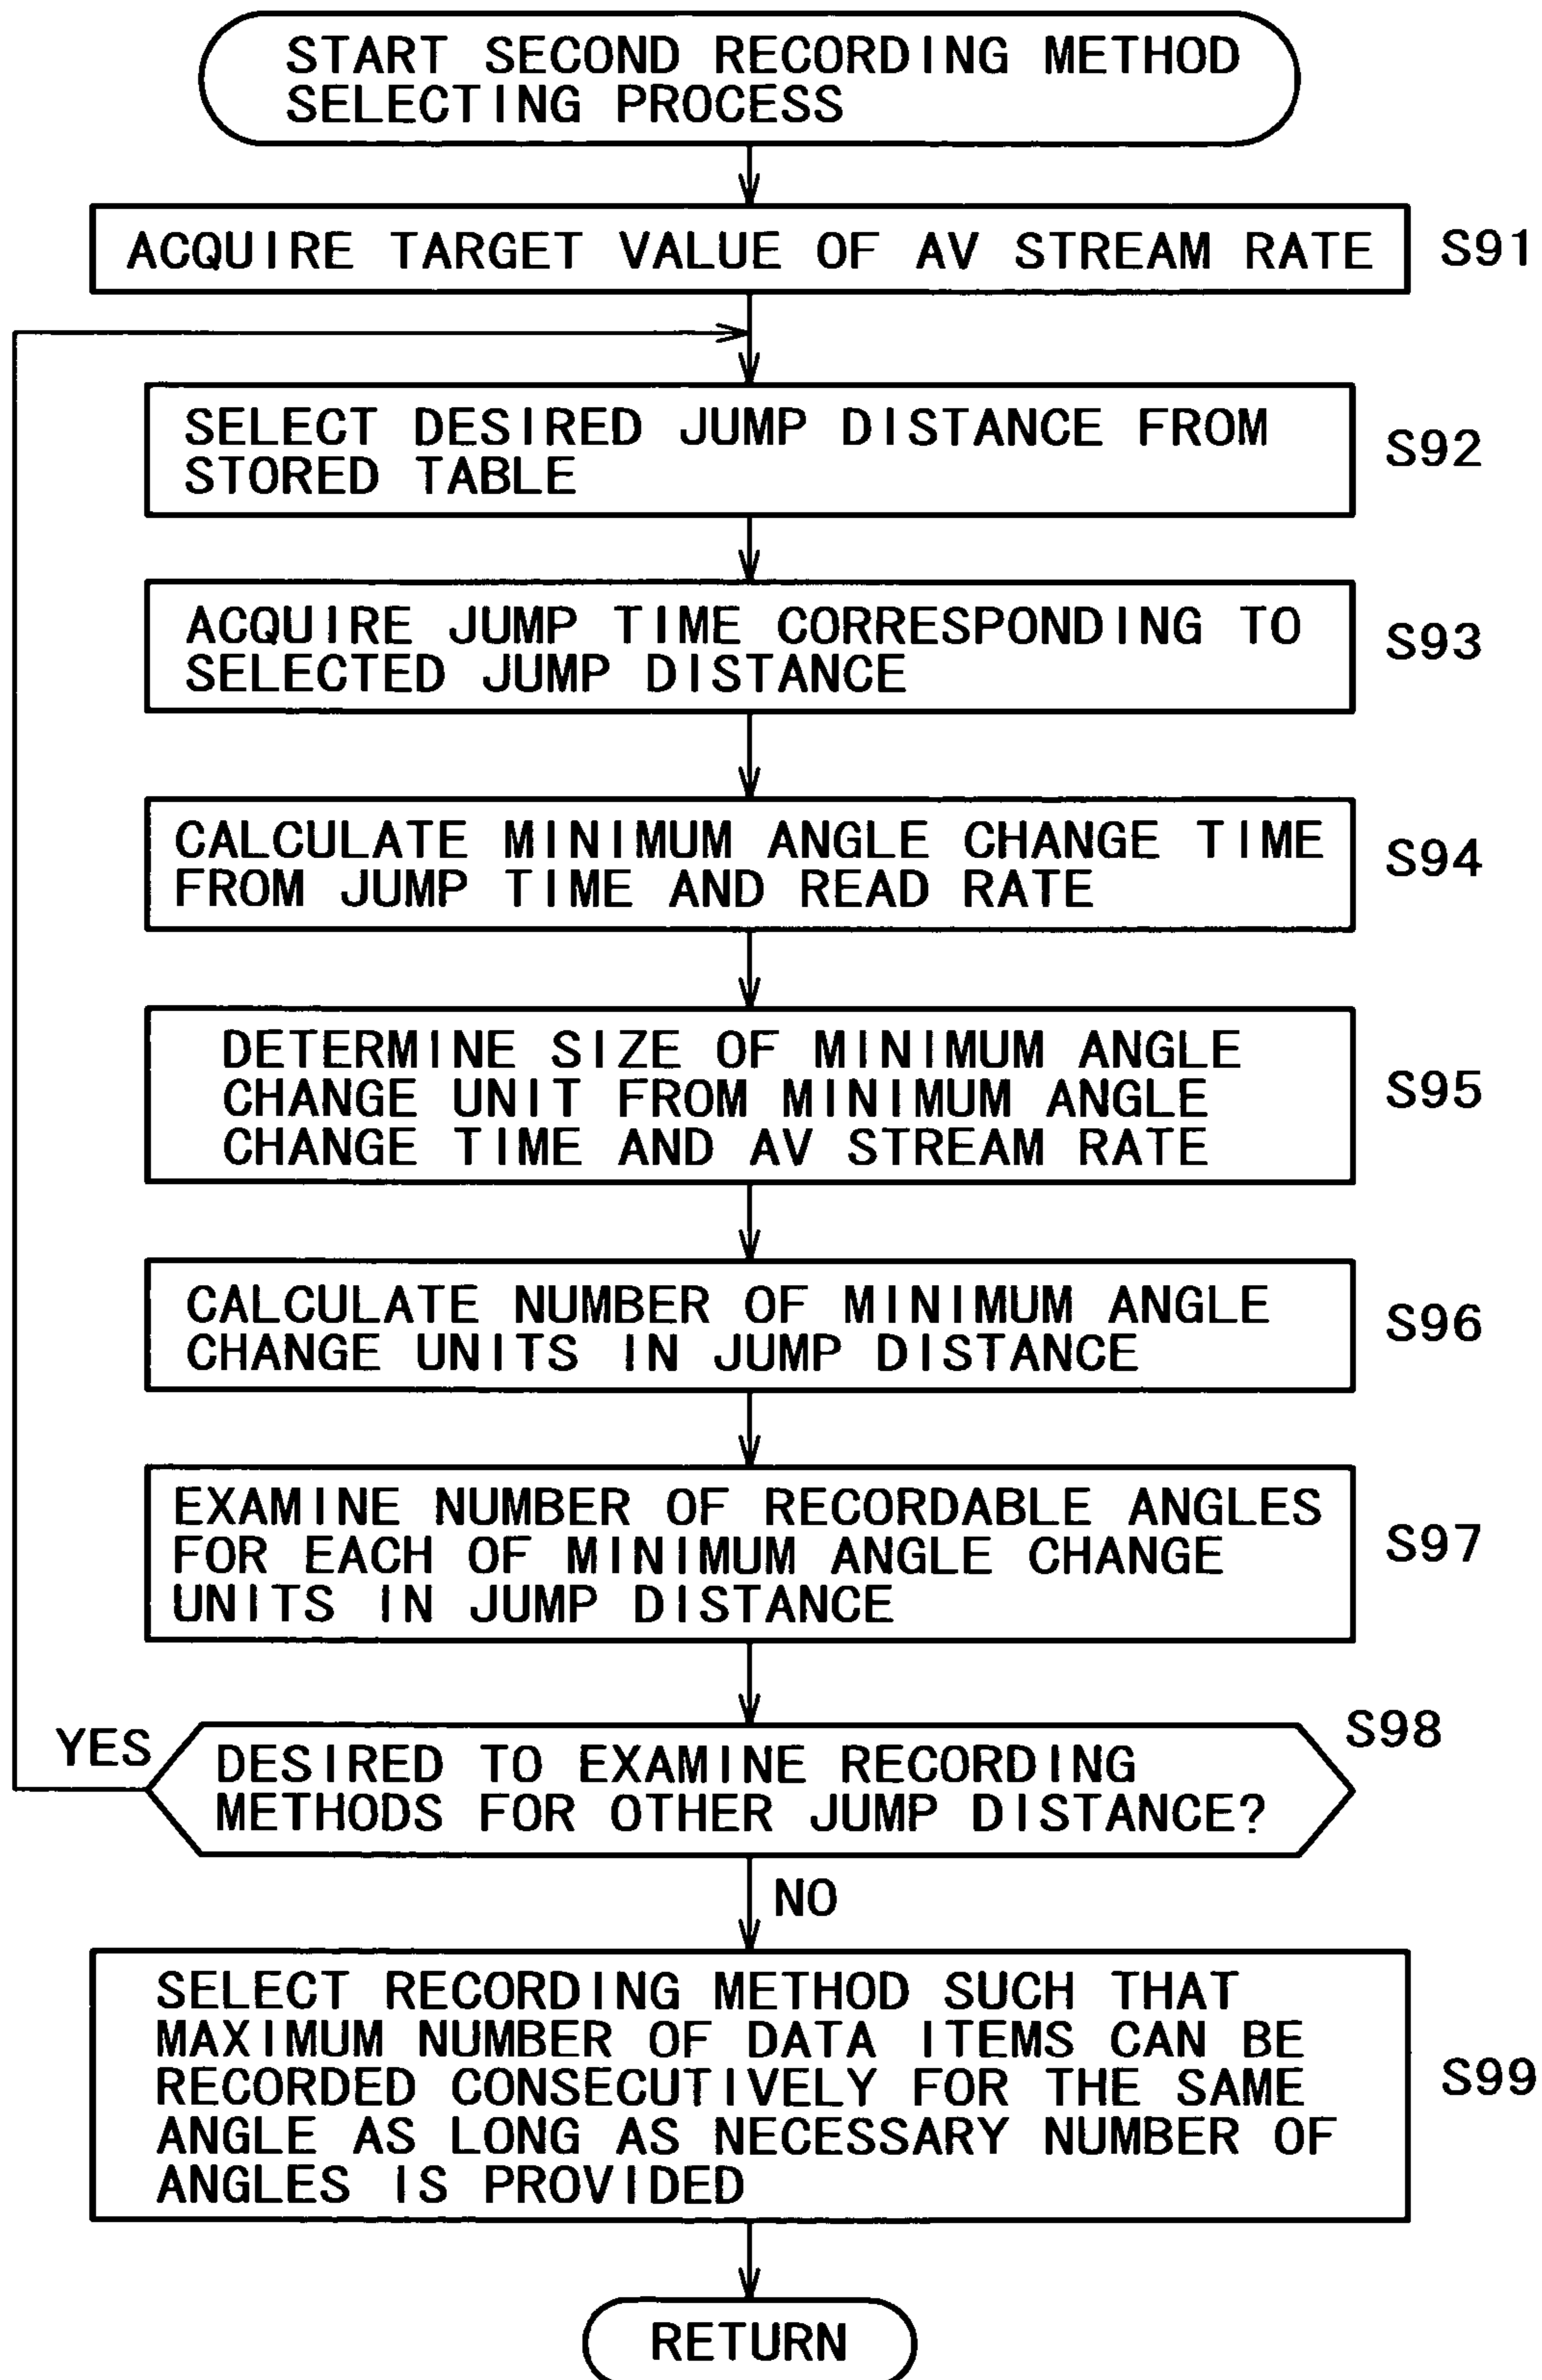 START SECOND RECORDING METHOD
SELECTING PROCESS
ACQUIRE TARGET VALUE OF AV STREAM RATE
S91
SELECT DESIRED JUMP DISTANCE FROM
STORED TABLE
S92
ACQUIRE JUMP TIME CORRESPONDING TO
SELECTED JUMP DISTANCE
S93
CALCULATE MINIMUM ANGLE CHANGE TIME
FROM JUMP TIME AND READ RATE
S94
DETERMINE SIZE OF MINIMUM ANGLE
CHANGE UNIT FROM MINIMUM ANGLE
CHANGE TIME AND AV STREAM RATE
S95
CALCULATE NUMBER OF MINIMUM ANGLE
CHANGE UNITS IN JUMP DISTANCE
S96
EXAMINE NUMBER OF RECORDABLE ANGLES
FOR EACH OF MINIMUM ANGLE CHANGE
UNITS IN JUMP DISTANCE
S97
YES
DESIRED TO EXAMINE RECORDING
METHODS FOR OTHER JUMP DISTANCE?
S98
NO
SELECT RECORDING METHOD SUCH THAT
MAXIMUM NUMBER OF DATA ITEMS CAN BE
RECORDED CONSECUTIVELY FOR THE SAME
ANGLE AS LONG AS NECESSARY NUMBER OF
ANGLES IS PROVIDED
S99
RETURN